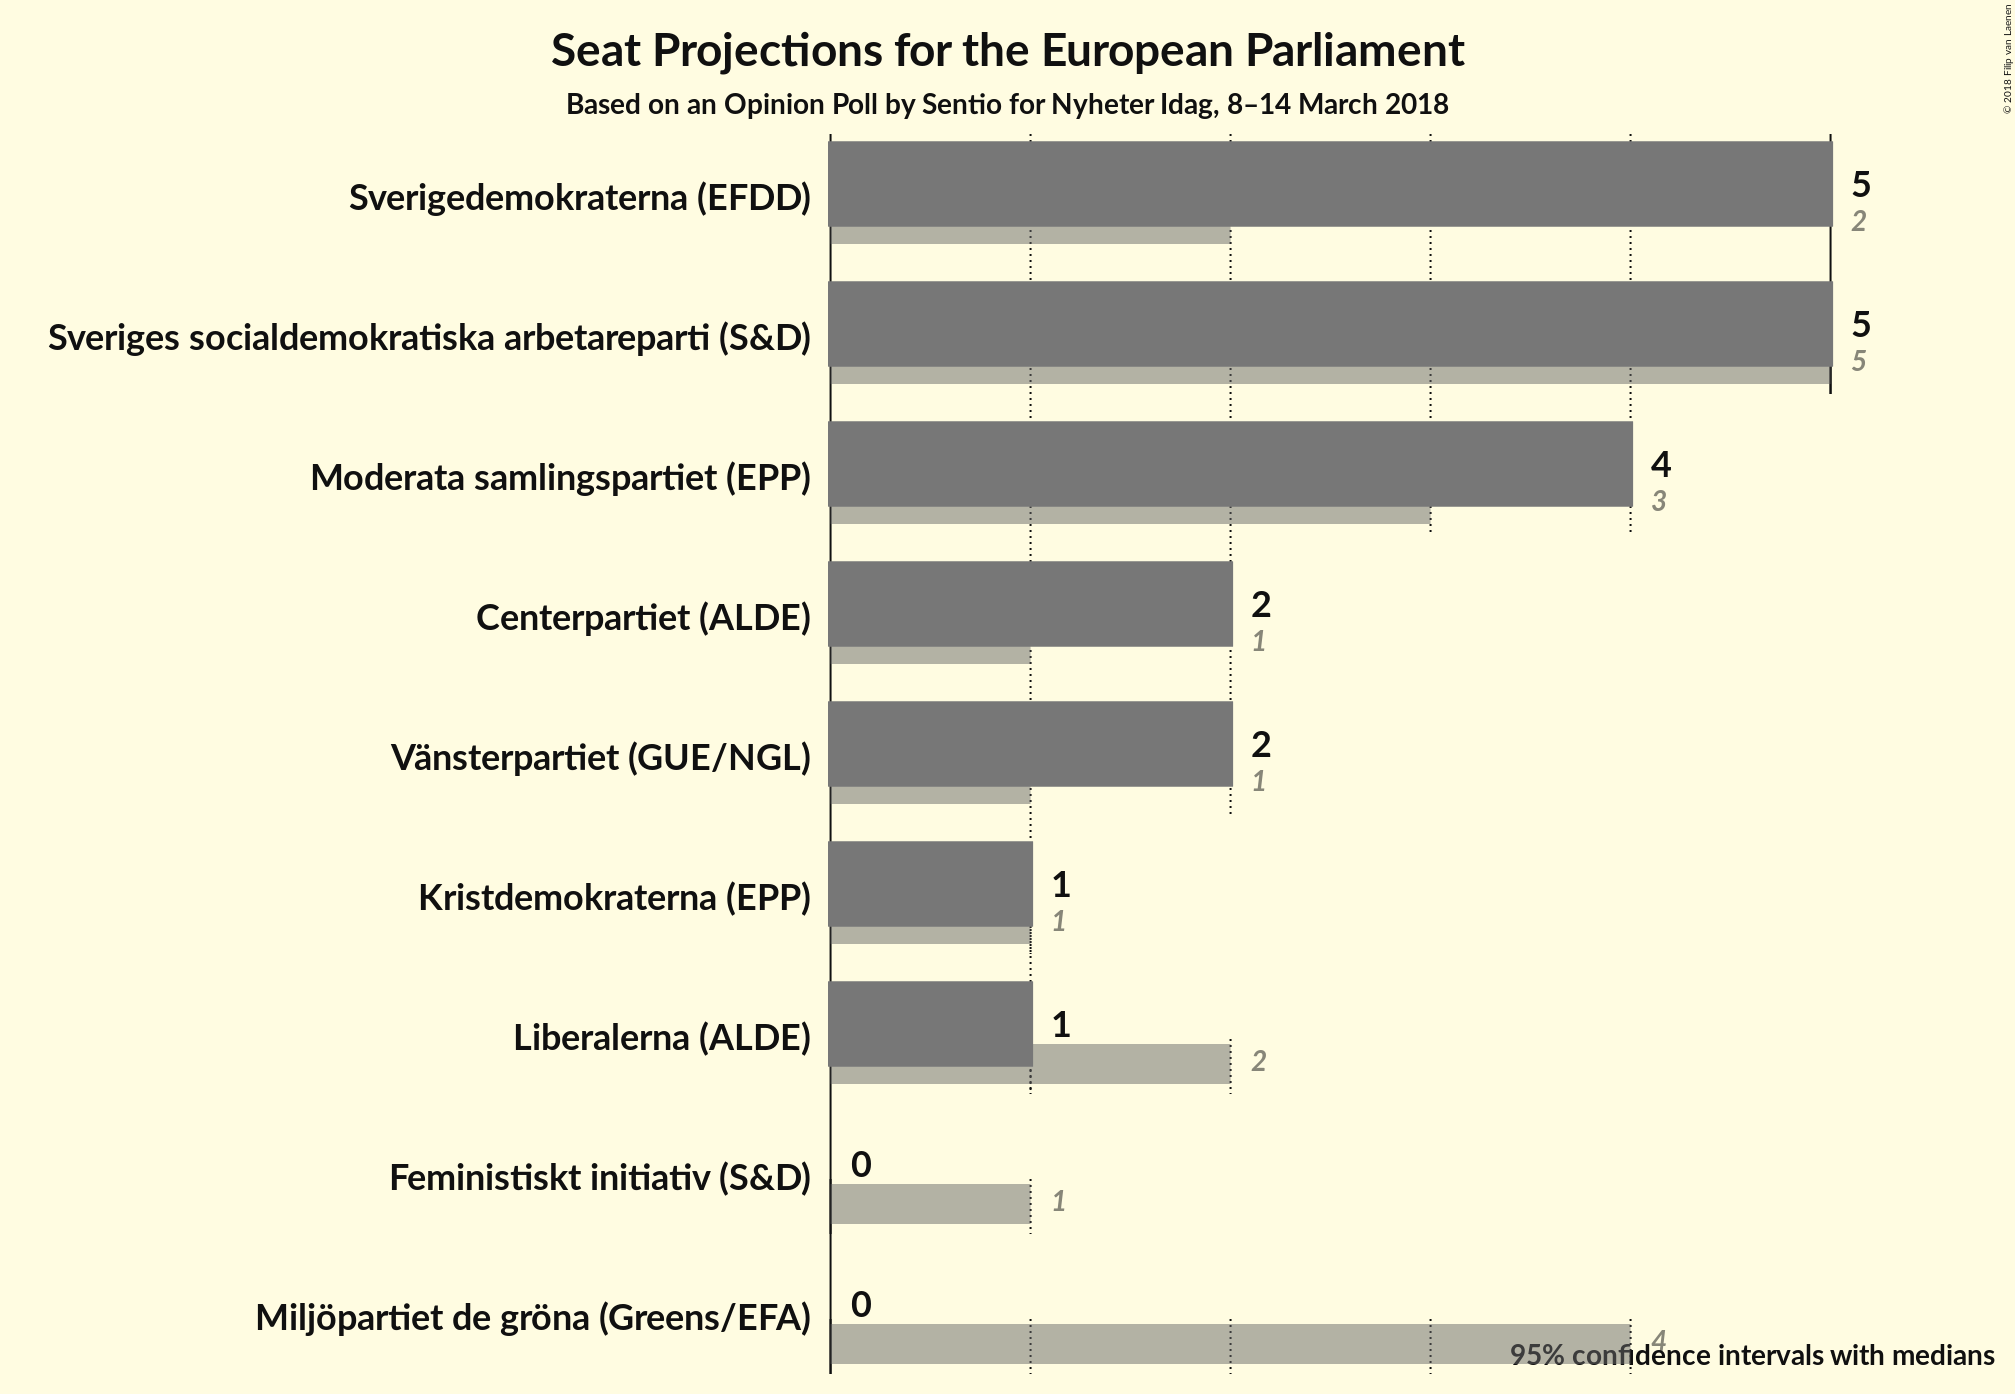 Seat Projections for the European Parliament
Based on an Opinion Poll by Sentio for Nyheter Idag, 8–14 March 2018
© 2018 Filip van Laenen
Sverigedemokraterna (EFDD)
5
2
Sveriges socialdemokratiska arbetareparti (S&D)
5
5
Moderata samlingspartiet (EPP)
4
3
Centerpartiet (ALDE)
2
1
Vänsterpartiet (GUE/NGL)
2
1
Kristdemokraterna (EPP)
1
1
Liberalerna (ALDE)
1
2
Feministiskt initiativ (S&D)
0
1
Miljöpartiet de gröna (Greens/EFA)
0
4
95% confidence intervals with medians